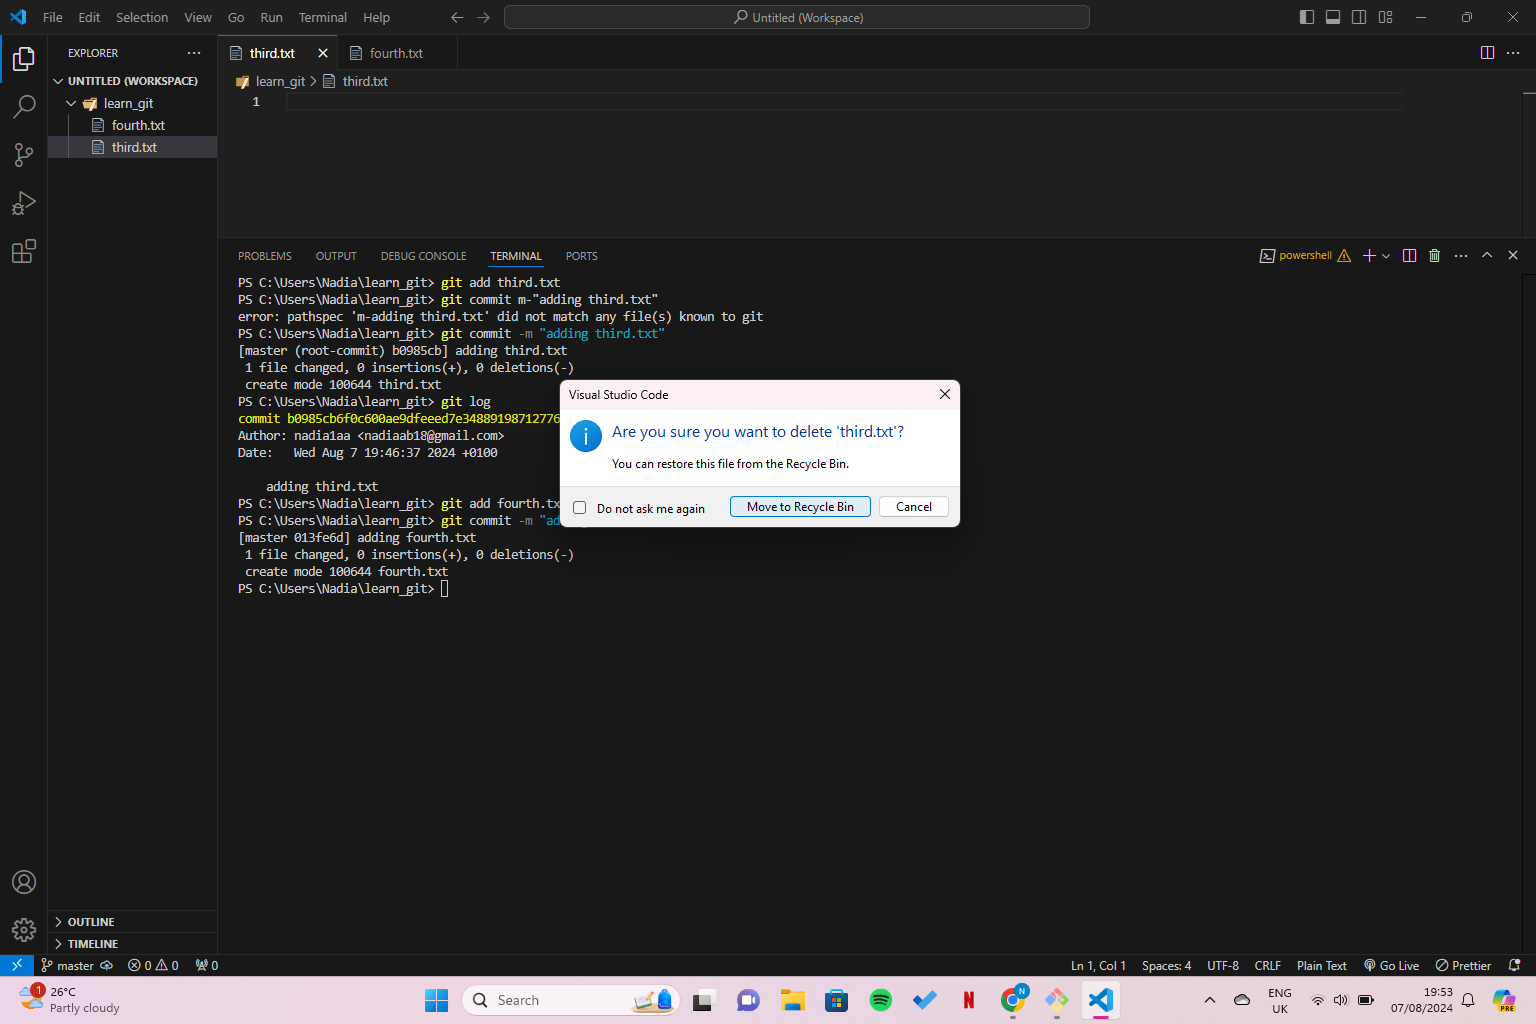 File Edit Selection View Go Run Terminal Help
Untitled (Workspace)
EXPLORER
UNTITLED (WORKSPACE)
learn_git
fourth.txt
third.txt
OUTLINE
TIMELINE
third.txt
fourth.txt
learn_git > third.txt
1
PROBLEMS OUTPUT DEBUG CONSOLE TERMINAL PORTS
powershell
PS C:\Users\Nadia\learn_git> git add third.txt
PS C:\Users\Nadia\learn_git> git commit m-"adding third.txt"
error: pathspec 'm-adding third.txt' did not match any file(s) known to git
PS C:\Users\Nadia\learn_git> git commit -m "adding third.txt"
[master (root-commit) b0985cb] adding third.txt
1 file changed, 0 insertions(+), 0 deletions(-)
create mode 100644 third.txt
PS C:\Users\Nadia\learn_git> git log
commit b0985cb6f0c600ae9dfeeed7e34889198712776
Author: nadia1aa <nadiaab18@gmail.com>
Date: Wed Aug 7 19:46:37 2024 +0100
adding third.txt
PS C:\Users\Nadia\learn_git> git add fourth.tx
PS C:\Users\Nadia\learn_git> git commit -m "ad
[master 013fe6d] adding fourth.txt
1 file changed, 0 insertions(+), 0 deletions(-)
create mode 100644 fourth.txt
PS C:\Users\Nadia\learn_git>
Visual Studio Code
Are you sure you want to delete 'third.txt'?
You can restore this file from the Recycle Bin.
Do not ask me again
Move to Recycle Bin
Cancel
master 0 0 0
Ln 1, Col 1 Spaces: 4 UTF-8 CRLF Plain Text Go Live Prettier
1
26°C
Partly cloudy
Search
N
N
ENG
UK
19:53
07/08/2024
PRE